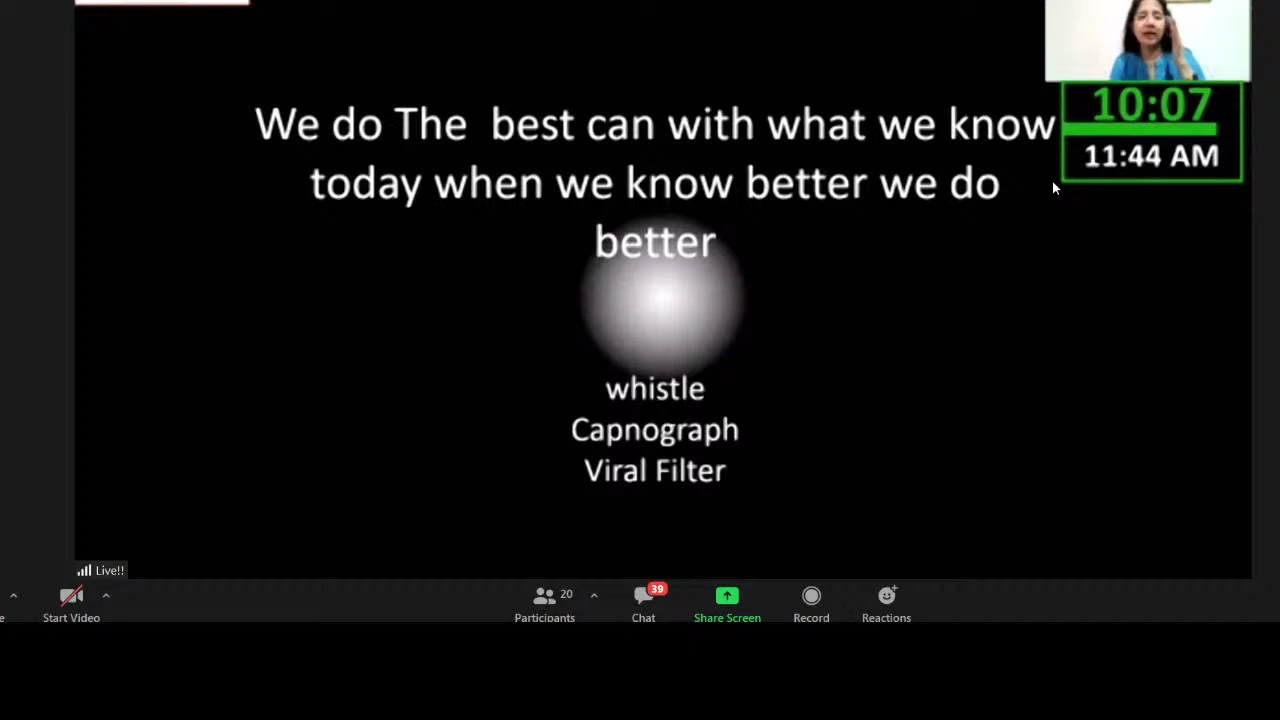 We do The best can with what we know
today when we know better we do
better
whistle
Capnograph
Viral Filter
10:07
11:44 AM
Live!!
20
39
Start Video
Participants
Chat
Share Screen
Record
Reactions